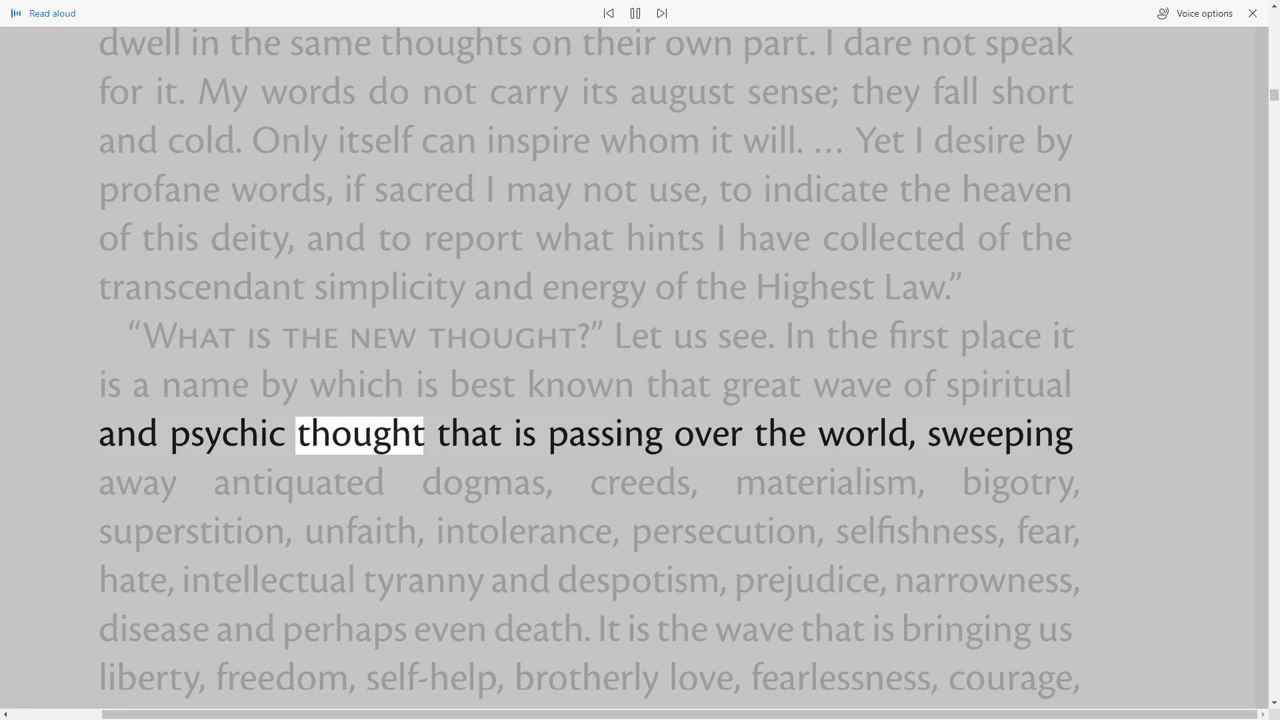 Read aloud
Voice options
dwell in the same thoughts on their own part. I dare not speak
for it. My words do not carry its august sense; they fall short
and cold. Only itself can inspire whom it will. … Yet I desire by
profane words, if sacred I may not use, to indicate the heaven
of this deity, and to report what hints I have collected of the
transcendant simplicity and energy of the Highest Law.”
“What is the new thought?” Let us see. In the first place it
is a name by which is best known that great wave of spiritual
and psychic thought that is passing over the world, sweeping
away antiquated dogmas, creeds, materialism, bigotry,
superstition, unfaith, intolerance, persecution, selfishness, fear,
hate, intellectual tyranny and despotism, prejudice, narrowness,
disease and perhaps even death. It is the wave that is bringing us
liberty, freedom, self-help, brotherly love, fearlessness, courage,